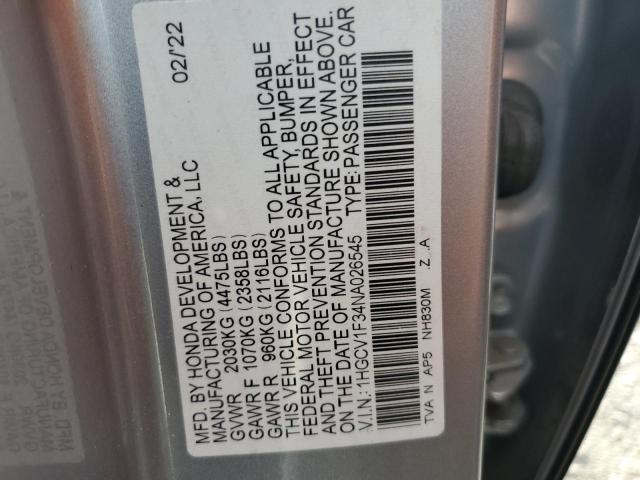 MFD. BY HONDA DEVELOPMENT & 02/'22
MANUFACTURING OF AMERICA, LLC
GVWR 2030KG (4475LBS)
GAWR F 1070KG (2358LBS)
GAWR R 960KG (2116LBS)
THIS VEHICLE CONFORMS TO ALL APPLICABLE
FEDERAL MOTOR VEHICLE SAFETY, BUMPER,
AND THEFT PREVENTION STANDARDS IN EFFECT
ON THE DATE OF MANUFACTURE SHOWN ABOVE.
V.I.N.: 1HGCV1F34NA026545 TYPE: PASSENGER CAR
TVA N AP5 NH830M .Z..A